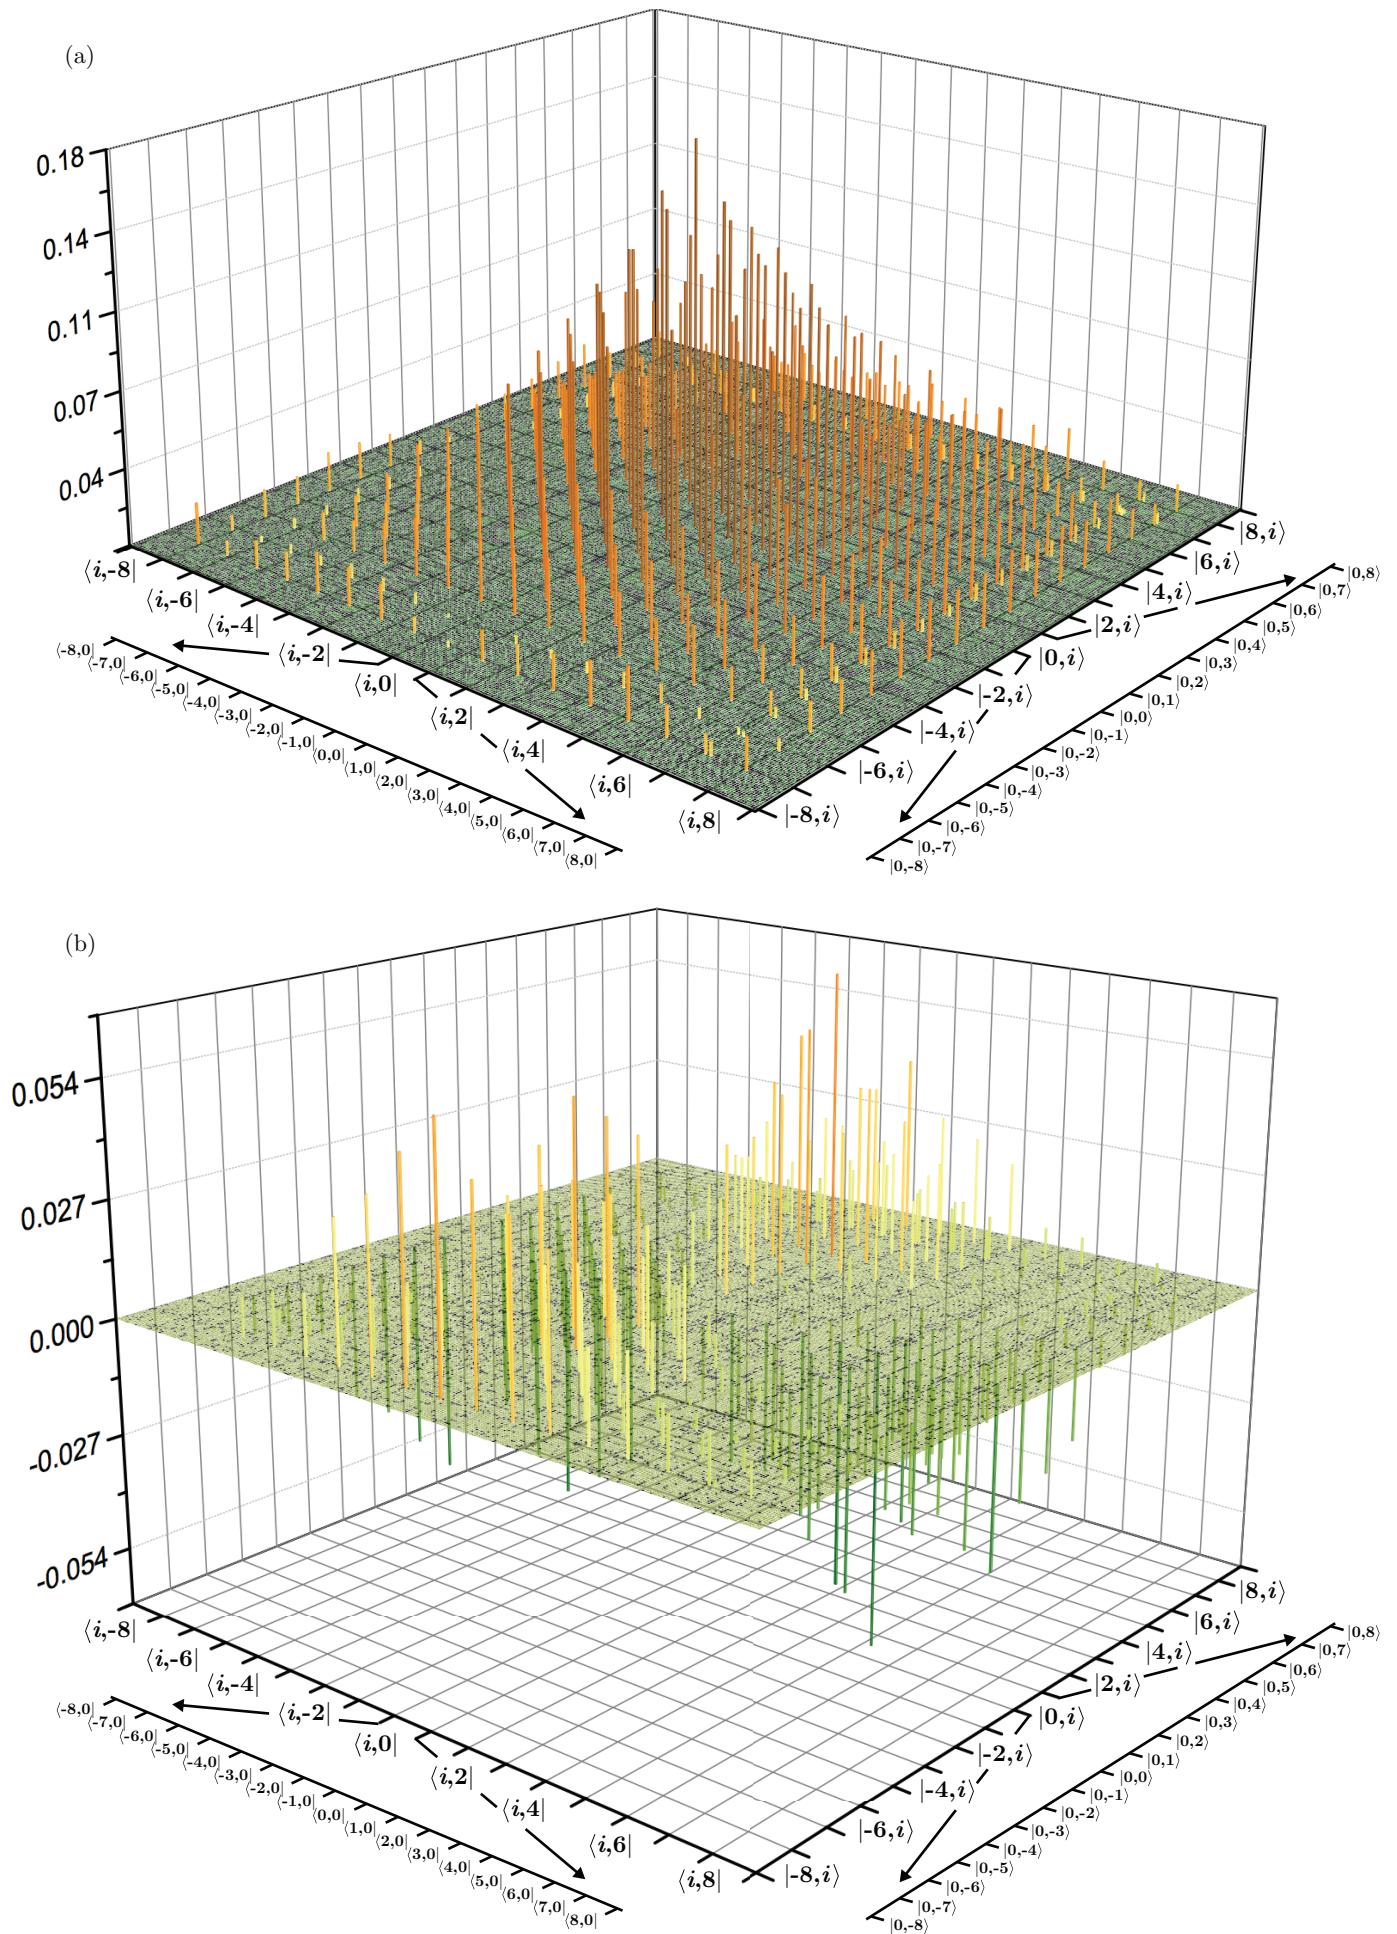 (a)
0.18
0.14
0.11
0.07
0.04
⟨i,-8|
⟨i,-6|
⟨i,-4|
⟨i,-2|
⟨i,0|
⟨i,2|
⟨i,4|
⟨i,6|
⟨i,8|
|-8,i⟩
|-6,i⟩
|-4,i⟩
|-2,i⟩
|0,i⟩
|2,i⟩
|4,i⟩
|6,i⟩
|8,i⟩
⟨-8,0|
⟨-7,0|
⟨-6,0|
⟨-5,0|
⟨-4,0|
⟨-3,0|
⟨-2,0|
⟨-1,0|
⟨0,0|
⟨1,0|
⟨2,0|
⟨3,0|
⟨4,0|
⟨5,0|
⟨6,0|
⟨7,0|
⟨8,0|
|0,8⟩
|0,7⟩
|0,6⟩
|0,5⟩
|0,4⟩
|0,3⟩
|0,2⟩
|0,1⟩
|0,0⟩
|0,-1⟩
|0,-2⟩
|0,-3⟩
|0,-4⟩
|0,-5⟩
|0,-6⟩
|0,-7⟩
|0,-8⟩
(b)
0.054
0.027
0.000
-0.027
-0.054
⟨i,-8|
⟨i,-6|
⟨i,-4|
⟨i,-2|
⟨i,0|
⟨i,2|
⟨i,4|
⟨i,6|
⟨i,8|
|-8,i⟩
|-6,i⟩
|-4,i⟩
|-2,i⟩
|0,i⟩
|2,i⟩
|4,i⟩
|6,i⟩
|8,i⟩
⟨-8,0|
⟨-7,0|
⟨-6,0|
⟨-5,0|
⟨-4,0|
⟨-3,0|
⟨-2,0|
⟨-1,0|
⟨0,0|
⟨1,0|
⟨2,0|
⟨3,0|
⟨4,0|
⟨5,0|
⟨6,0|
⟨7,0|
⟨8,0|
|0,8⟩
|0,7⟩
|0,6⟩
|0,5⟩
|0,4⟩
|0,3⟩
|0,2⟩
|0,1⟩
|0,0⟩
|0,-1⟩
|0,-2⟩
|0,-3⟩
|0,-4⟩
|0,-5⟩
|0,-6⟩
|0,-7⟩
|0,-8⟩